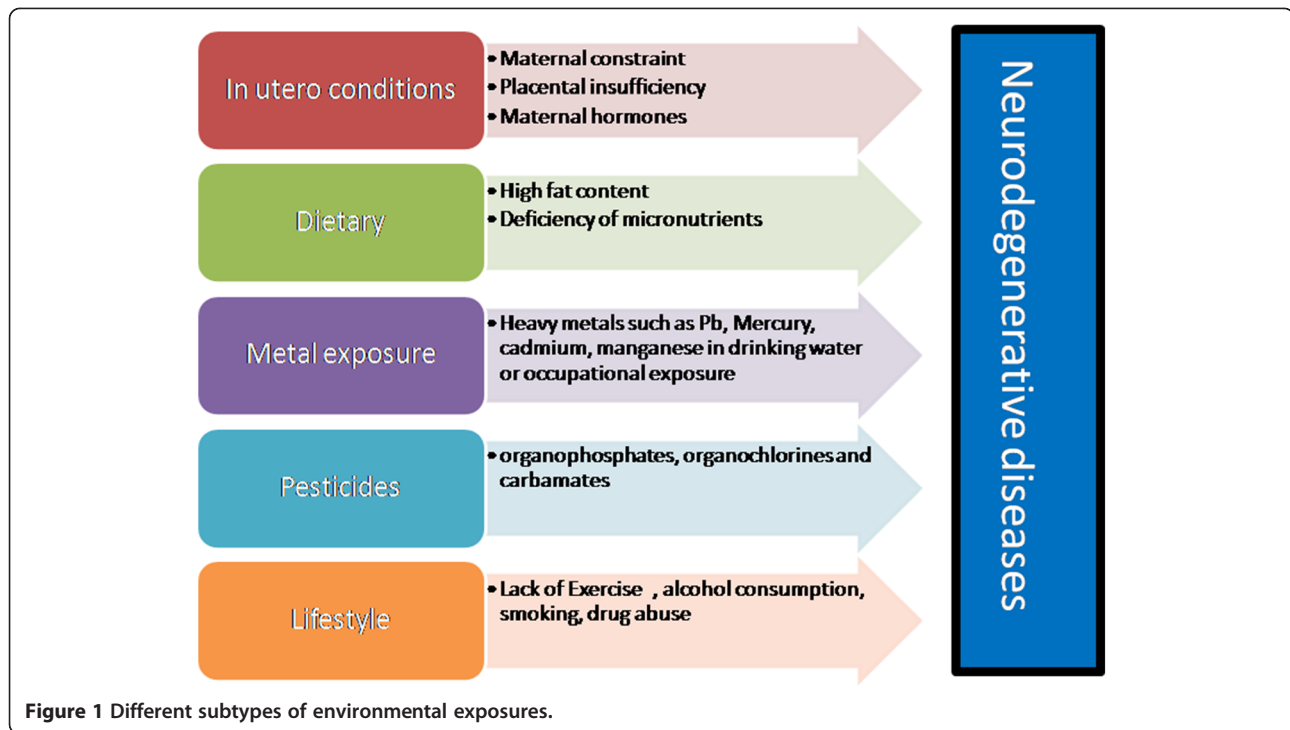 In utero conditions
• Maternal constraint
• Placental insufficiency
• Maternal hormones
Dietary
• High fat content
• Deficiency of micronutrients
Metal exposure
• Heavy metals such as Pb, Mercury,
cadmium, manganese in drinking water
or occupational exposure
Pesticides
• organophosphates, organochlorines and
carbamates
Lifestyle
• Lack of Exercise , alcohol consumption,
smoking, drug abuse
Neurodegenerative diseases
Figure 1 Different subtypes of environmental exposures.